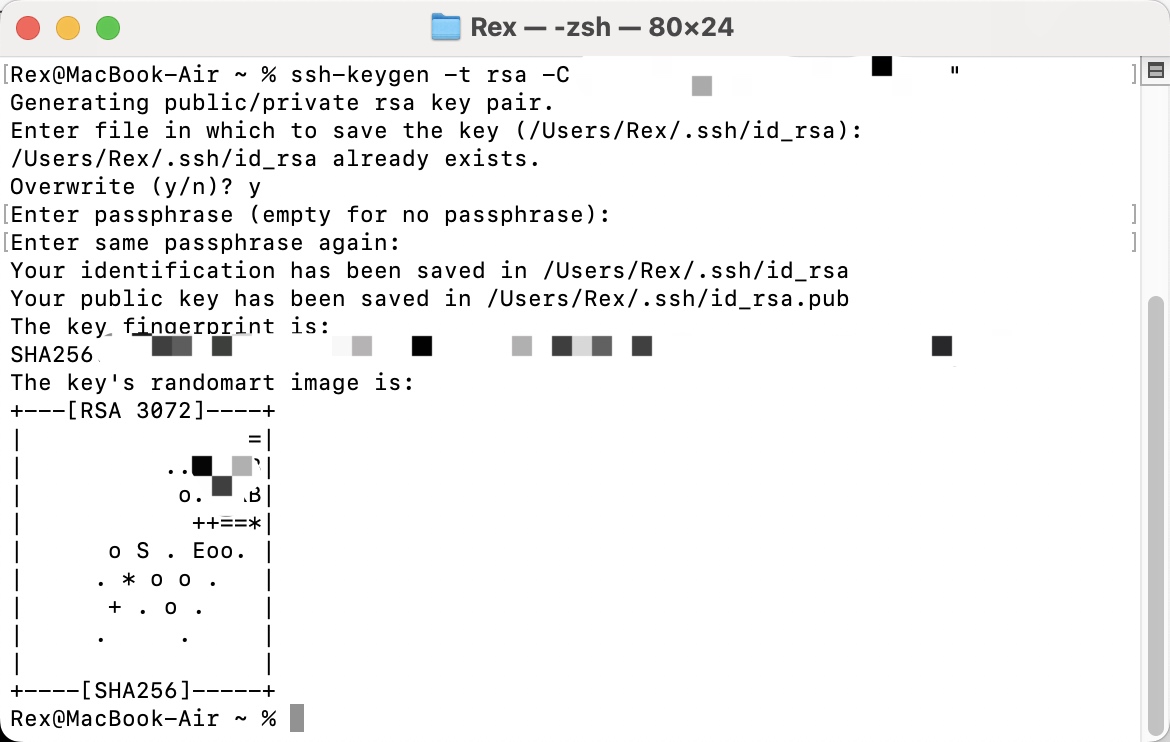 Rex — -zsh — 80×24
[Rex@MacBook-Air ~ % ssh-keygen -t rsa -C " ]
Generating public/private rsa key pair.
Enter file in which to save the key (/Users/Rex/.ssh/id_rsa):
/Users/Rex/.ssh/id_rsa already exists.
Overwrite (y/n)? y
[Enter passphrase (empty for no passphrase): ]
[Enter same passphrase again: ]
Your identification has been saved in /Users/Rex/.ssh/id_rsa
Your public key has been saved in /Users/Rex/.ssh/id_rsa.pub
The key fingerprint is:
SHA256
The key's randomart image is:
+---[RSA 3072]----+
|                =|
|          ..     |
|           o.   B|
|            ++==*|
|      o S . Eoo. |
|     . * o o .   |
|      + . o .    |
|     .     .     |
|                 |
+----[SHA256]-----+
Rex@MacBook-Air ~ %